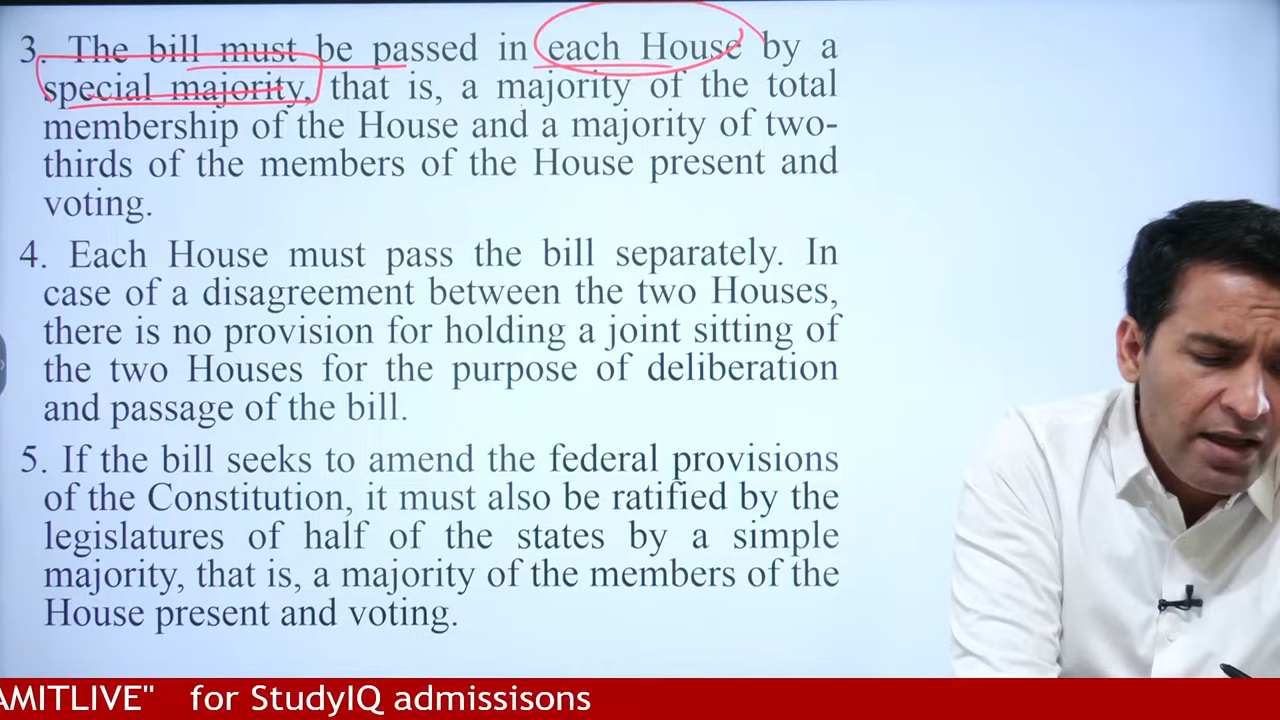 3. The bill must be passed in each House by a
special majority, that is, a majority of the total
membership of the House and a majority of two-
thirds of the members of the House present and
voting.
4. Each House must pass the bill separately. In
case of a disagreement between the two Houses,
there is no provision for holding a joint sitting of
the two Houses for the purpose of deliberation
and passage of the bill.
5. If the bill seeks to amend the federal provisions
of the Constitution, it must also be ratified by the
legislatures of half of the states by a simple
majority, that is, a majority of the members of the
House present and voting.
AMITLIVE" for StudyIQ admissisons